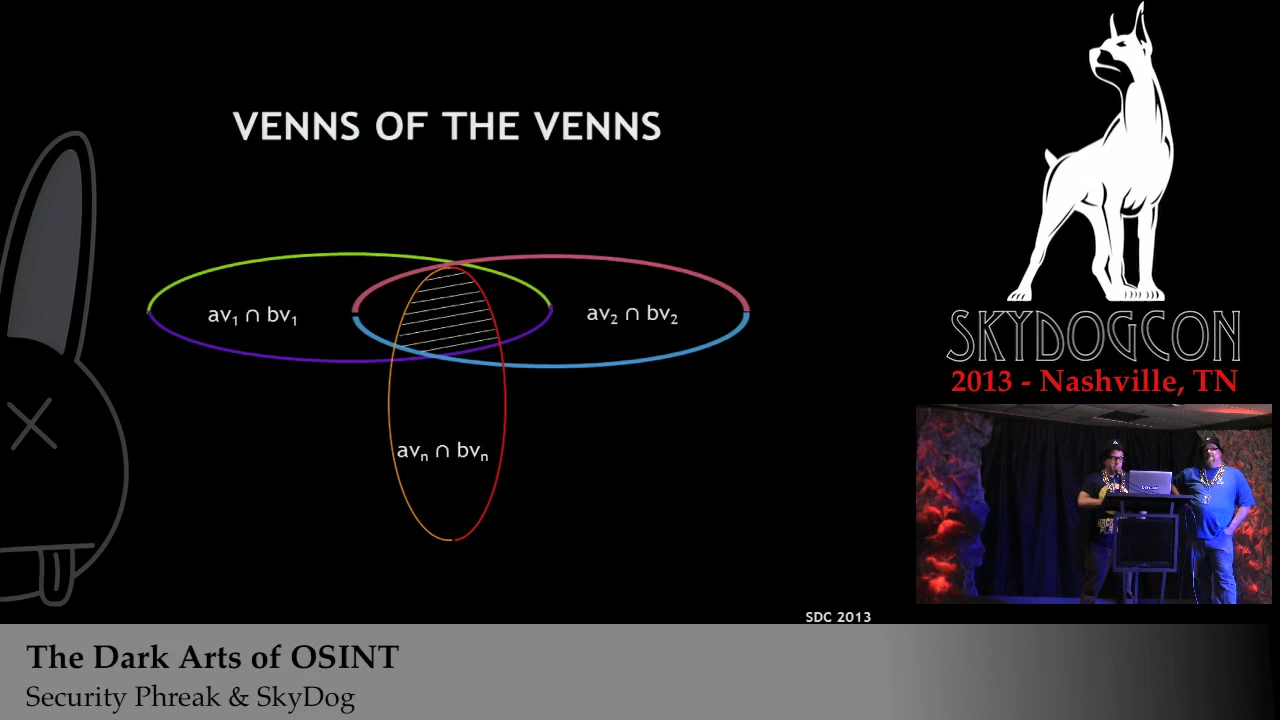 VENNS OF THE VENNS
av₁ ∩ bv₁
av₂ ∩ bv₂
avₙ ∩ bvₙ
SDC 2013
SKYDOGCON
2013 - Nashville, TN
The Dark Arts of OSINT
Security Phreak & SkyDog